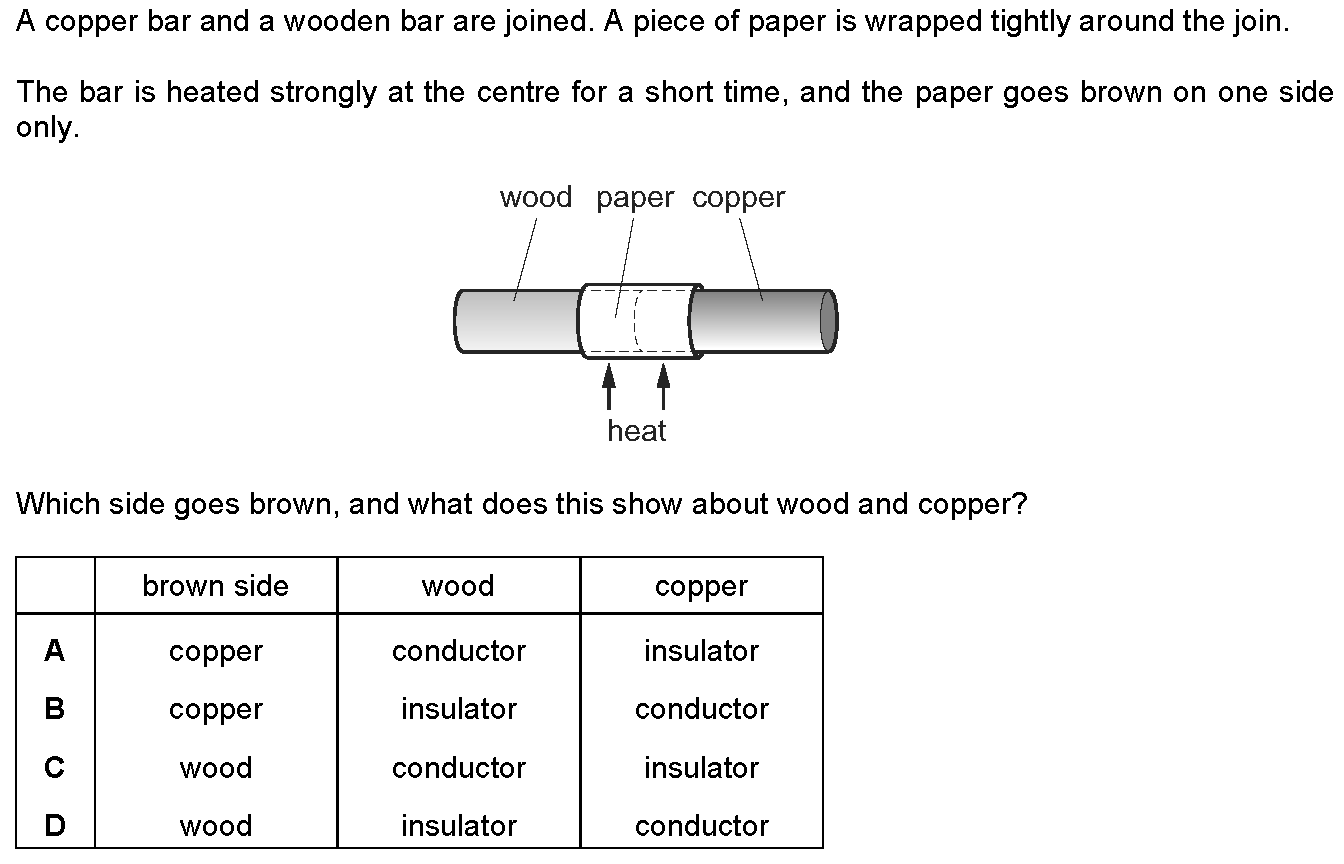 A copper bar and a wooden bar are joined. A piece of paper is wrapped tightly around the join.
The bar is heated strongly at the centre for a short time, and the paper goes brown on one side
only.
wood paper copper
heat
Which side goes brown, and what does this show about wood and copper?
brown side wood copper
A copper conductor insulator
B copper insulator conductor
C wood conductor insulator
D wood insulator conductor